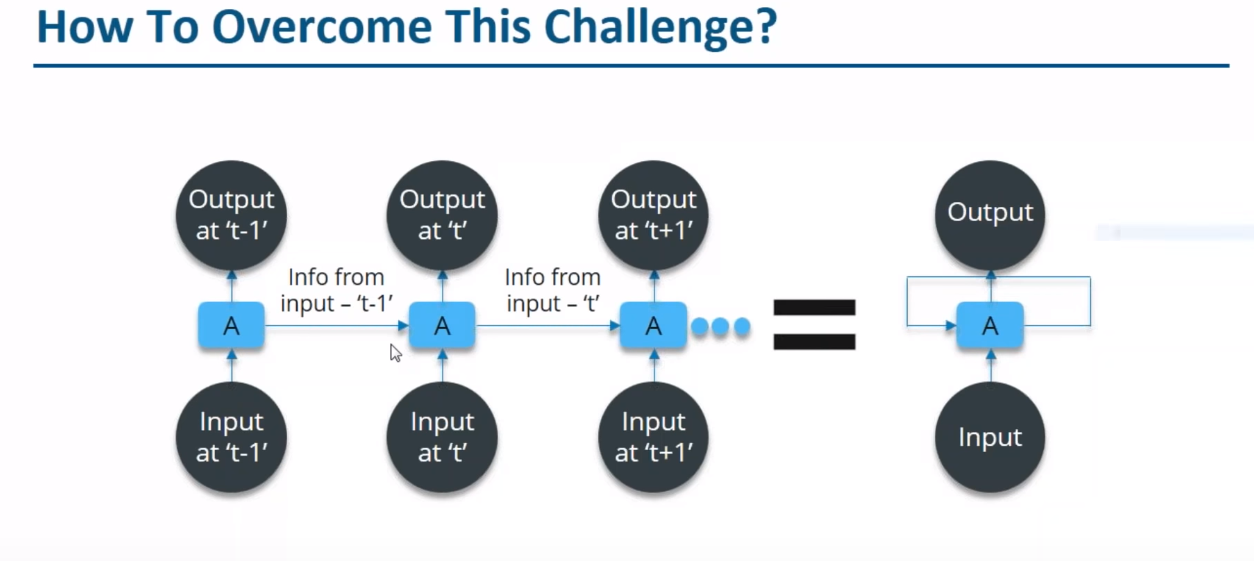 How To Overcome This Challenge?
Output
at ‘t-1’
Output
at ‘t’
Output
at ‘t+1’
Output
Info from
input – ‘t-1’
Info from
input – ‘t’
A
A
A
A
Input
at ‘t-1’
Input
at ‘t’
Input
at ‘t+1’
Input